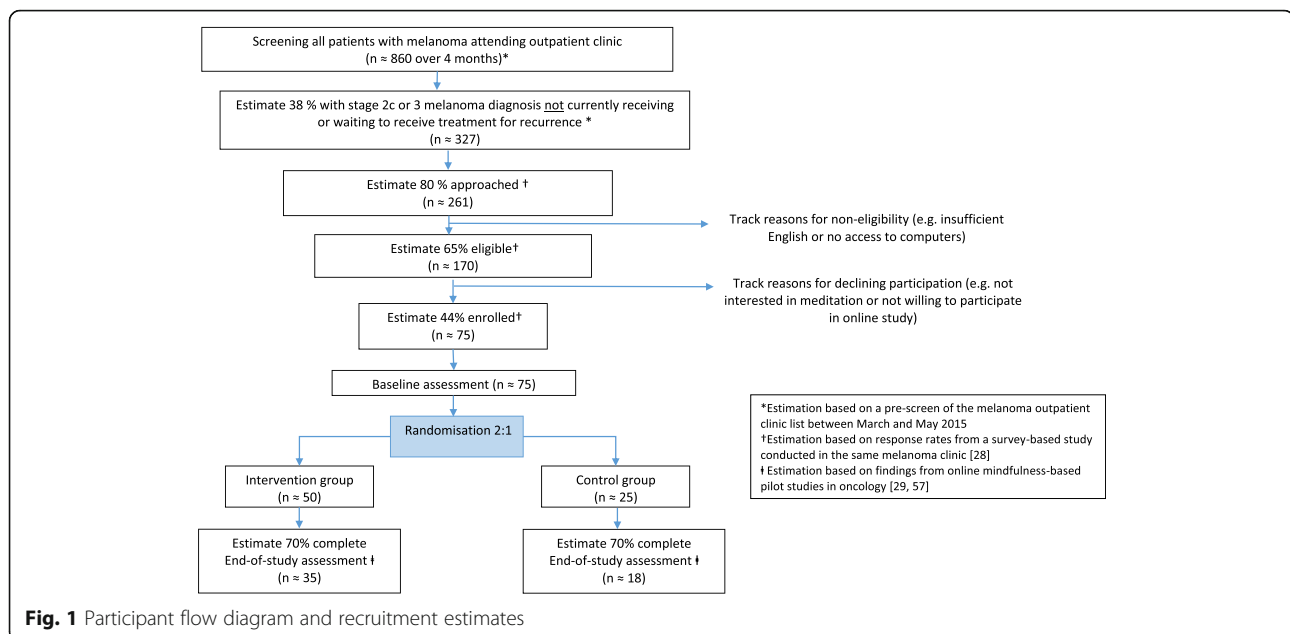 Screening all patients with melanoma attending outpatient clinic
(n ≈ 860 over 4 months)*
Estimate 38 % with stage 2c or 3 melanoma diagnosis not currently receiving
or waiting to receive treatment for recurrence *
(n ≈ 327)
Estimate 80 % approached †
(n ≈ 261)
Track reasons for non-eligibility (e.g. insufficient
English or no access to computers)
Estimate 65% eligible†
(n ≈ 170)
Track reasons for declining participation (e.g. not
interested in meditation or not willing to participate
in online study)
Estimate 44% enrolled†
(n ≈ 75)
Baseline assessment (n ≈ 75)
Randomisation 2:1
*Estimation based on a pre-screen of the melanoma outpatient
clinic list between March and May 2015
†Estimation based on response rates from a survey-based study
conducted in the same melanoma clinic [28]
ƚ Estimation based on findings from online mindfulness-based
pilot studies in oncology [29, 57]
Intervention group
(n ≈ 50)
Control group
(n ≈ 25)
Estimate 70% complete
End-of-study assessment ƚ
(n ≈ 35)
Estimate 70% complete
End-of-study assessment ƚ
(n ≈ 18)
Fig. 1 Participant flow diagram and recruitment estimates